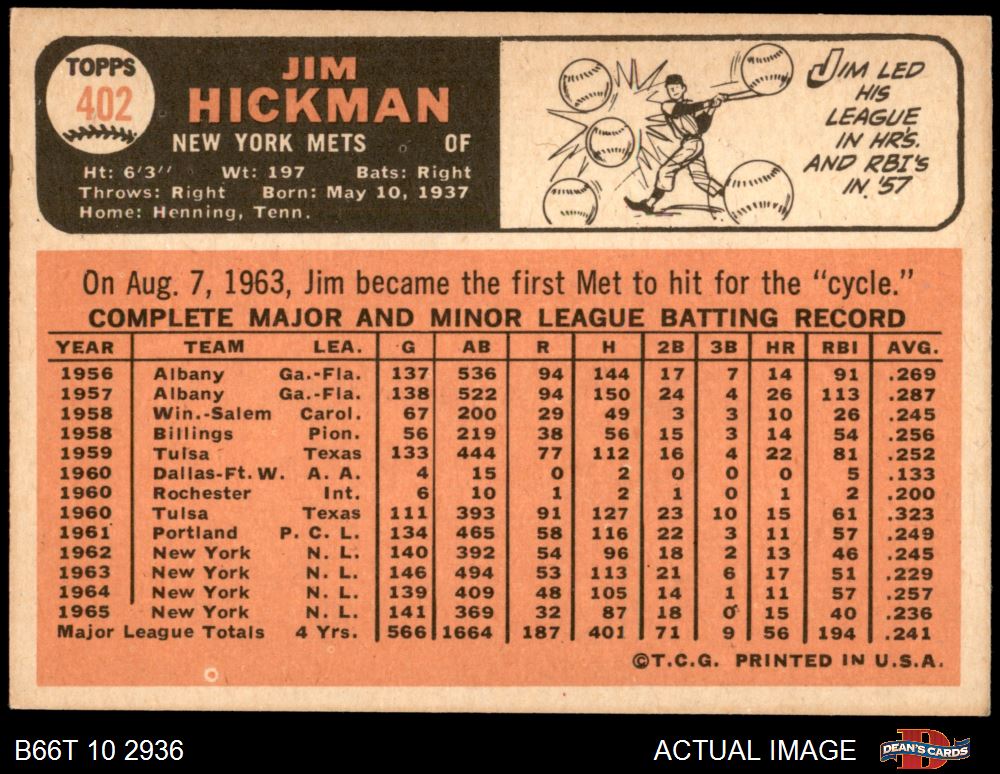 TOPPS
402
JIM
HICKMAN
NEW YORK METS OF
Ht: 6'3" Wt: 197 Bats: Right
Throws: Right Born: May 10, 1937
Home: Henning, Tenn.
JIM LED
HIS
LEAGUE
IN HR'S.
AND RBI'S
IN '57
On Aug. 7, 1963, Jim became the first Met to hit for the "cycle."
COMPLETE MAJOR AND MINOR LEAGUE BATTING RECORD
YEAR TEAM LEA. G AB R H 2B 3B HR RBI AVG.
1956 Albany Ga.-Fla. 137 536 94 144 17 7 14 91 .269
1957 Albany Ga.-Fla. 138 522 94 150 24 4 26 113 .287
1958 Win.-Salem Carol. 67 200 29 49 3 3 10 26 .245
1958 Billings Pion. 56 219 38 56 15 3 14 54 .256
1959 Tulsa Texas 133 444 77 112 16 4 22 81 .252
1960 Dallas-Ft. W. A. A. 4 15 0 2 0 0 0 5 .133
1960 Rochester Int. 6 10 1 2 1 0 1 2 .200
1960 Tulsa Texas 111 393 91 127 23 10 15 61 .323
1961 Portland P. C. L. 134 465 58 116 22 3 11 57 .249
1962 New York N. L. 140 392 54 96 18 2 13 46 .245
1963 New York N. L. 146 494 53 113 21 6 17 51 .229
1964 New York N. L. 139 409 48 105 14 1 11 57 .257
1965 New York N. L. 141 369 32 87 18 0 15 40 .236
Major League Totals 4 Yrs. 566 1664 187 401 71 9 56 194 .241
©T.C.G. PRINTED IN U.S.A.
B66T 10 2936 ACTUAL IMAGE DEAN'S CARDS